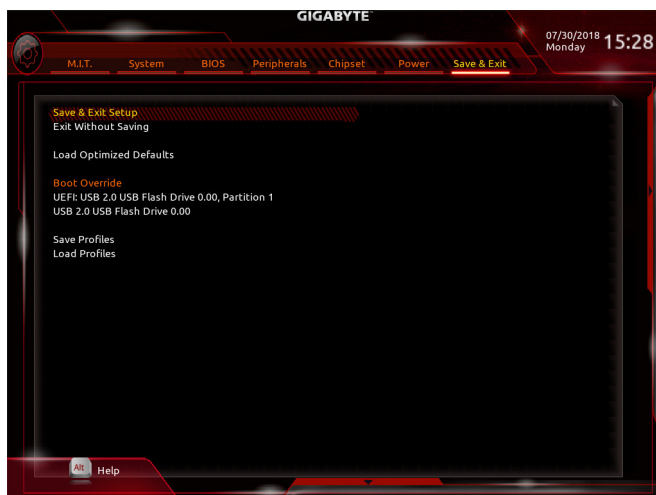 GIGABYTE™
07/30/2018 15:28
Monday
M.I.T. System BIOS Peripherals Chipset Power Save & Exit
Save & Exit Setup
Exit Without Saving
Load Optimized Defaults
Boot Override
UEFI: USB 2.0 USB Flash Drive 0.00, Partition 1
USB 2.0 USB Flash Drive 0.00
Save Profiles
Load Profiles
Alt Help